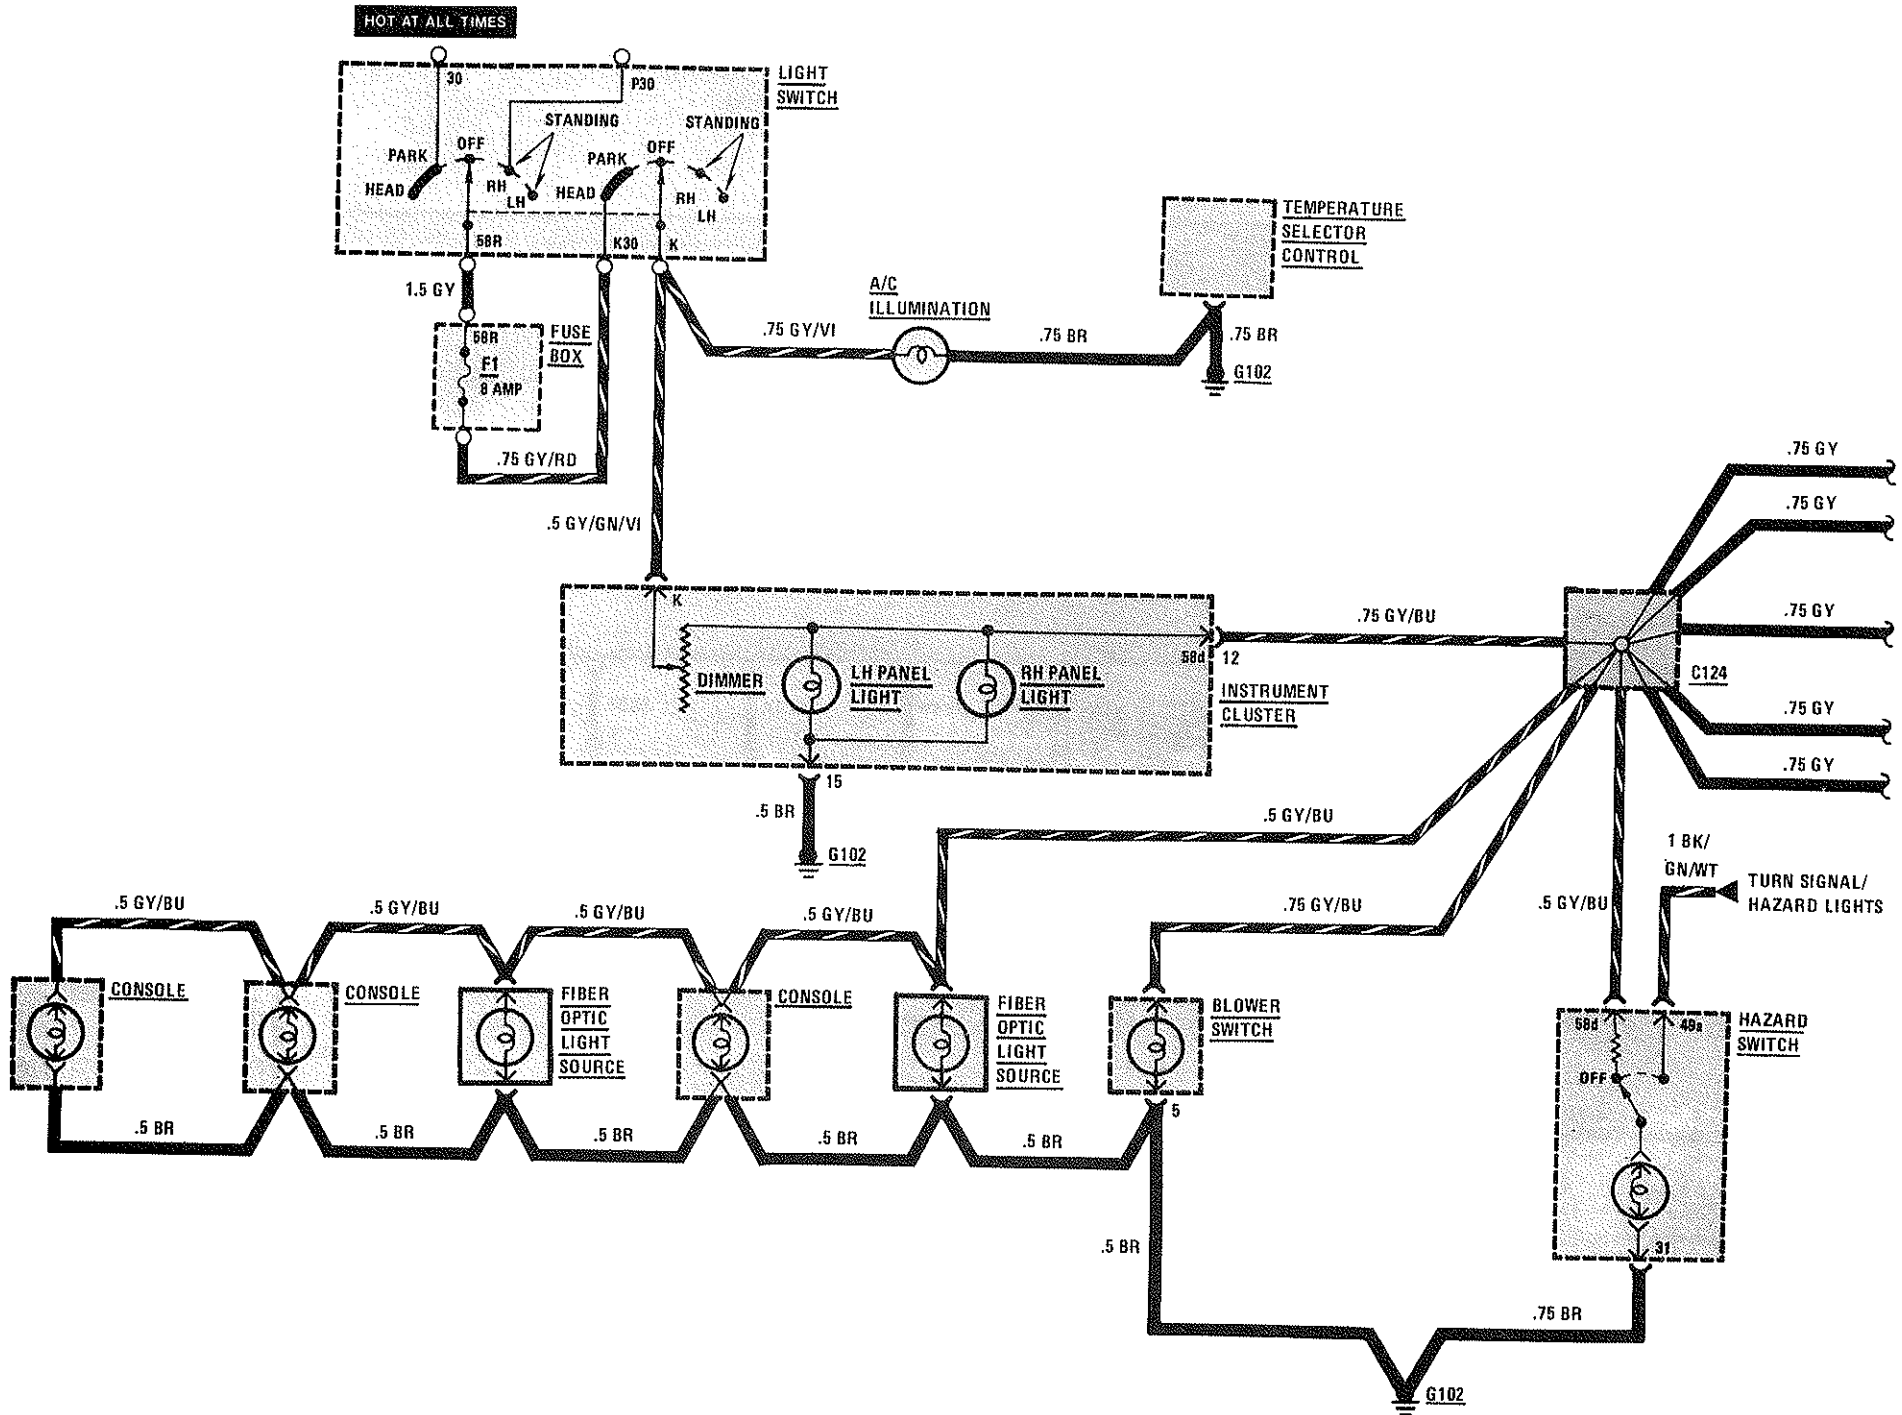 HOT AT ALL TIMES
30
P30
LIGHT
SWITCH
STANDING
STANDING
OFF
OFF
PARK
PARK
HEAD
RH
LH
HEAD
RH
LH
58R
K30
K
1.5 GY
58R
F1
8 AMP
FUSE
BOX
.75 GY/RD
.5 GY/GN/VI
.75 GY/VI
A/C
ILLUMINATION
.75 BR
TEMPERATURE
SELECTOR
CONTROL
.75 BR
G102
.75 GY
.75 GY
.75 GY
.75 GY
.75 GY
K
DIMMER
LH PANEL
LIGHT
RH PANEL
LIGHT
58d
12
INSTRUMENT
CLUSTER
.75 GY/BU
C124
15
.5 BR
G102
.5 GY/BU
.75 GY/BU
.5 GY/BU
1 BK/
GN/WT
TURN SIGNAL/
HAZARD LIGHTS
.5 GY/BU
.5 GY/BU
.5 GY/BU
.5 GY/BU
CONSOLE
CONSOLE
FIBER
OPTIC
LIGHT
SOURCE
CONSOLE
FIBER
OPTIC
LIGHT
SOURCE
BLOWER
SWITCH
58d
49a
OFF
HAZARD
SWITCH
31
5
.5 BR
.5 BR
.5 BR
.5 BR
.5 BR
.5 BR
.75 BR
G102